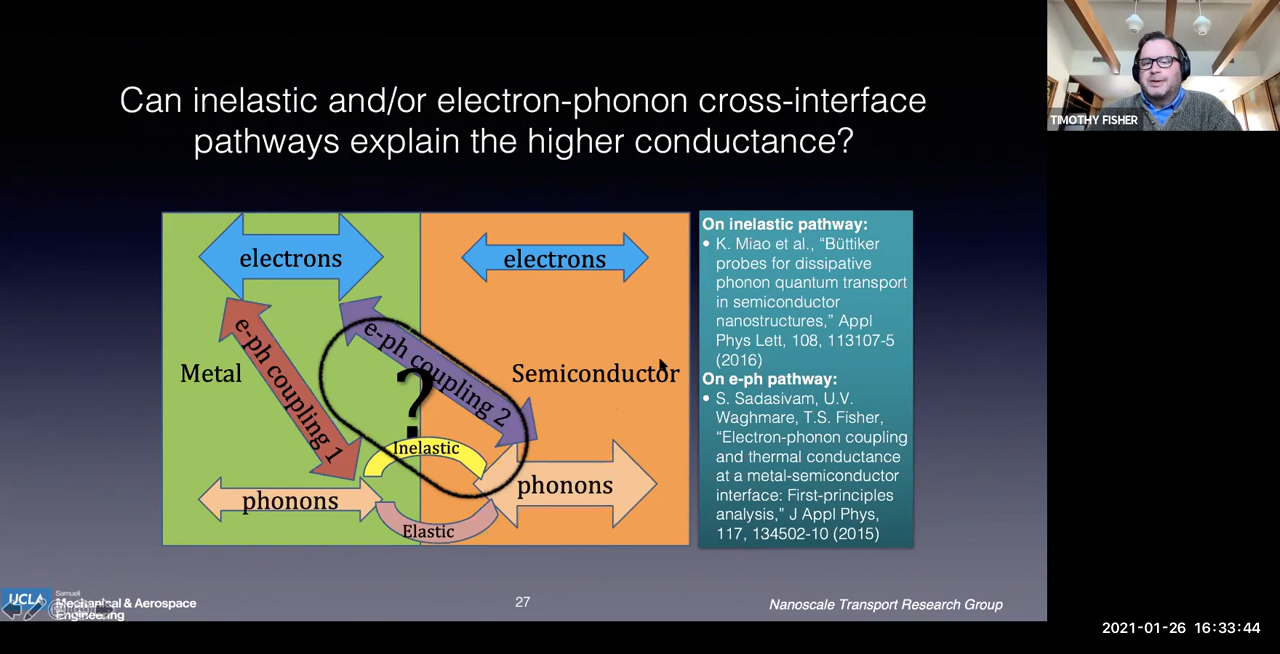 Can inelastic and/or electron-phonon cross-interface
pathways explain the higher conductance?
TIMOTHY FISHER
electrons
electrons
e-ph coupling 1
e-ph coupling 2
Metal
?
Semiconductor
Inelastic
phonons
phonons
Elastic
On inelastic pathway:
• K. Miao et al., “Büttiker
probes for dissipative
phonon quantum transport
in semiconductor
nanostructures,” Appl
Phys Lett, 108, 113107-5
(2016)
On e-ph pathway:
• S. Sadasivam, U.V.
Waghmare, T.S. Fisher,
“Electron-phonon coupling
and thermal conductance
at a metal-semiconductor
interface: First-principles
analysis,” J Appl Phys,
117, 134502-10 (2015)
UCLA
Samueli
Mechanical & Aerospace
Engineering
27
Nanoscale Transport Research Group
2021-01-26 16:33:44